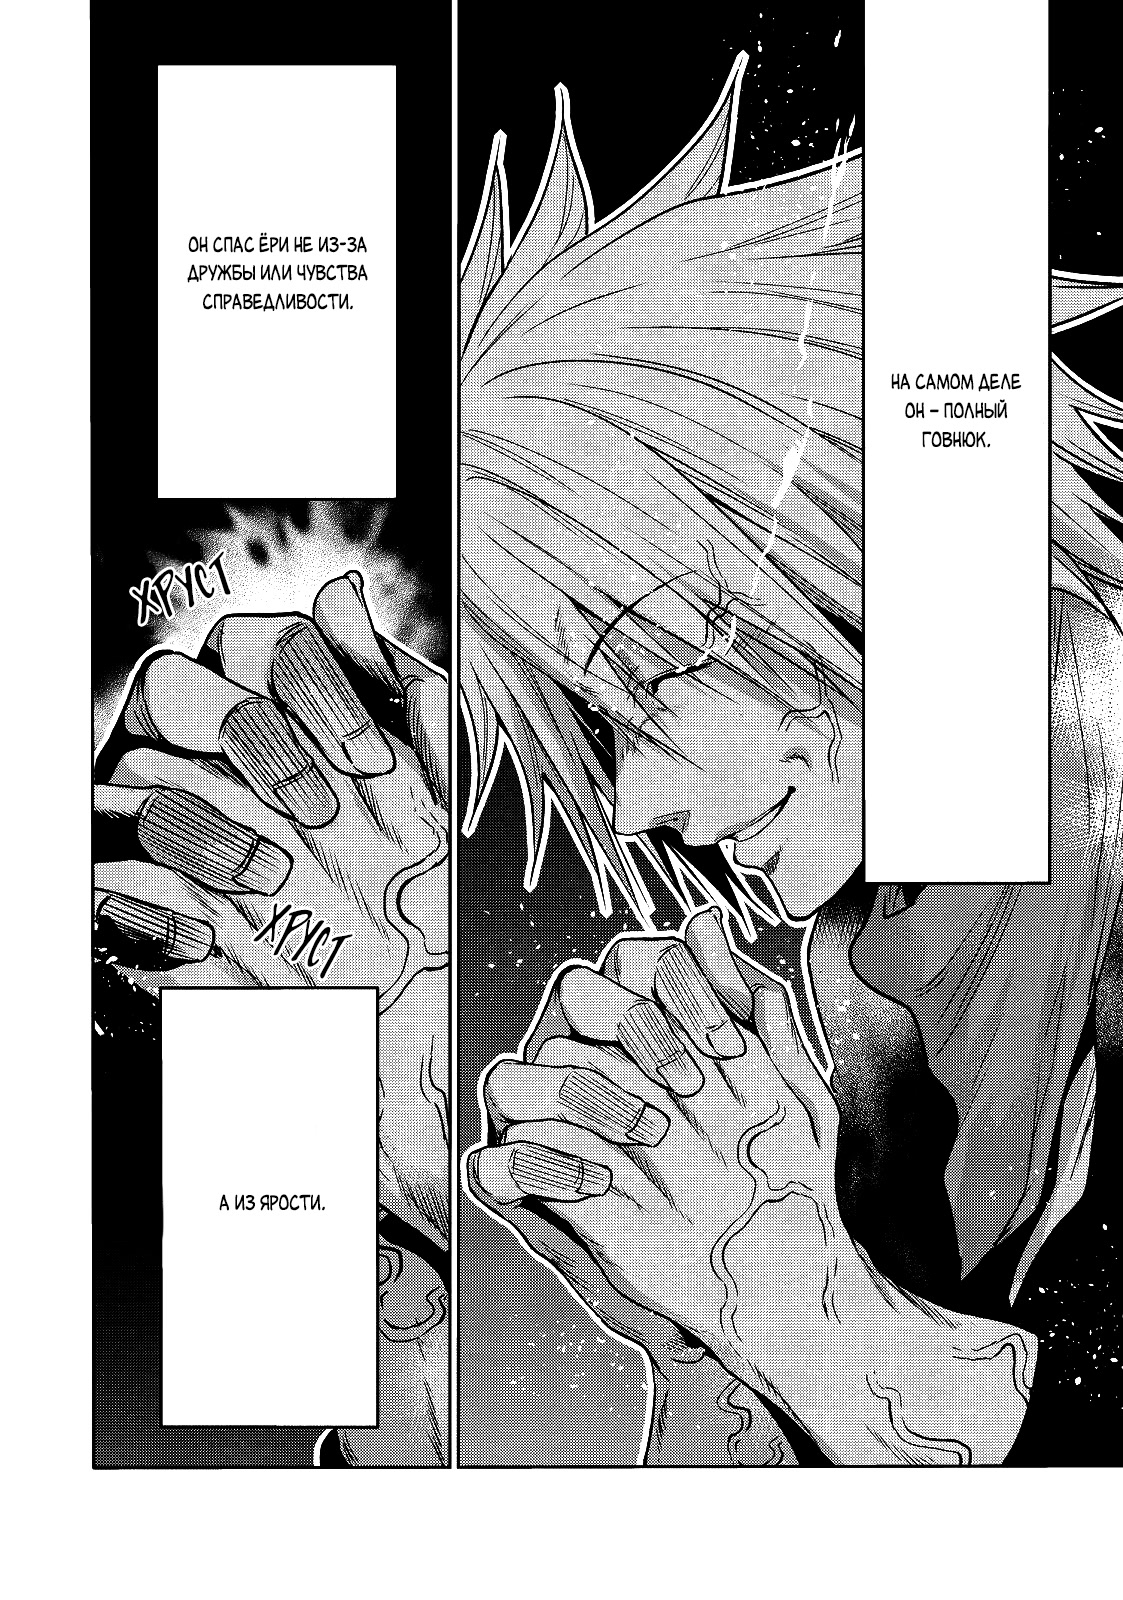 НА САМОМ ДЕЛЕ
ОН – ПОЛНЫЙ
ГОВНЮК.
ОН СПАС ЁРИ НЕ ИЗ-ЗА
ДРУЖБЫ ИЛИ ЧУВСТВА
СПРАВЕДЛИВОСТИ.
ХРУСТ
ХРУСТ
А ИЗ ЯРОСТИ.